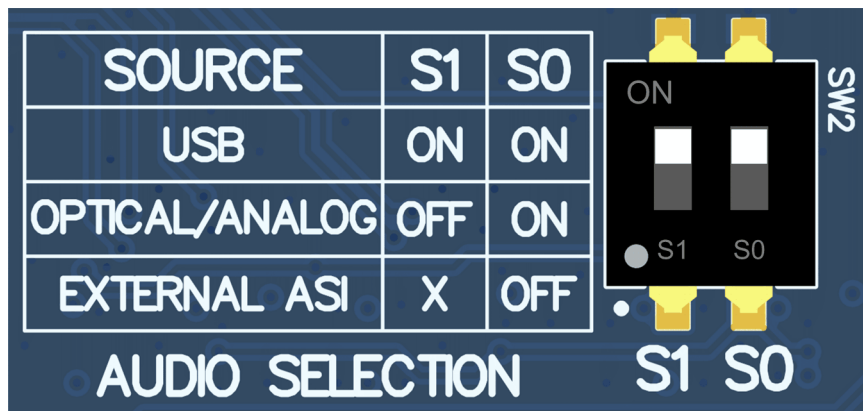 SOURCE S1 S0
USB ON ON
OPTICAL/ANALOG OFF ON
EXTERNAL ASI X OFF
AUDIO SELECTION
ON
S1 S0
S1 S0
SW2